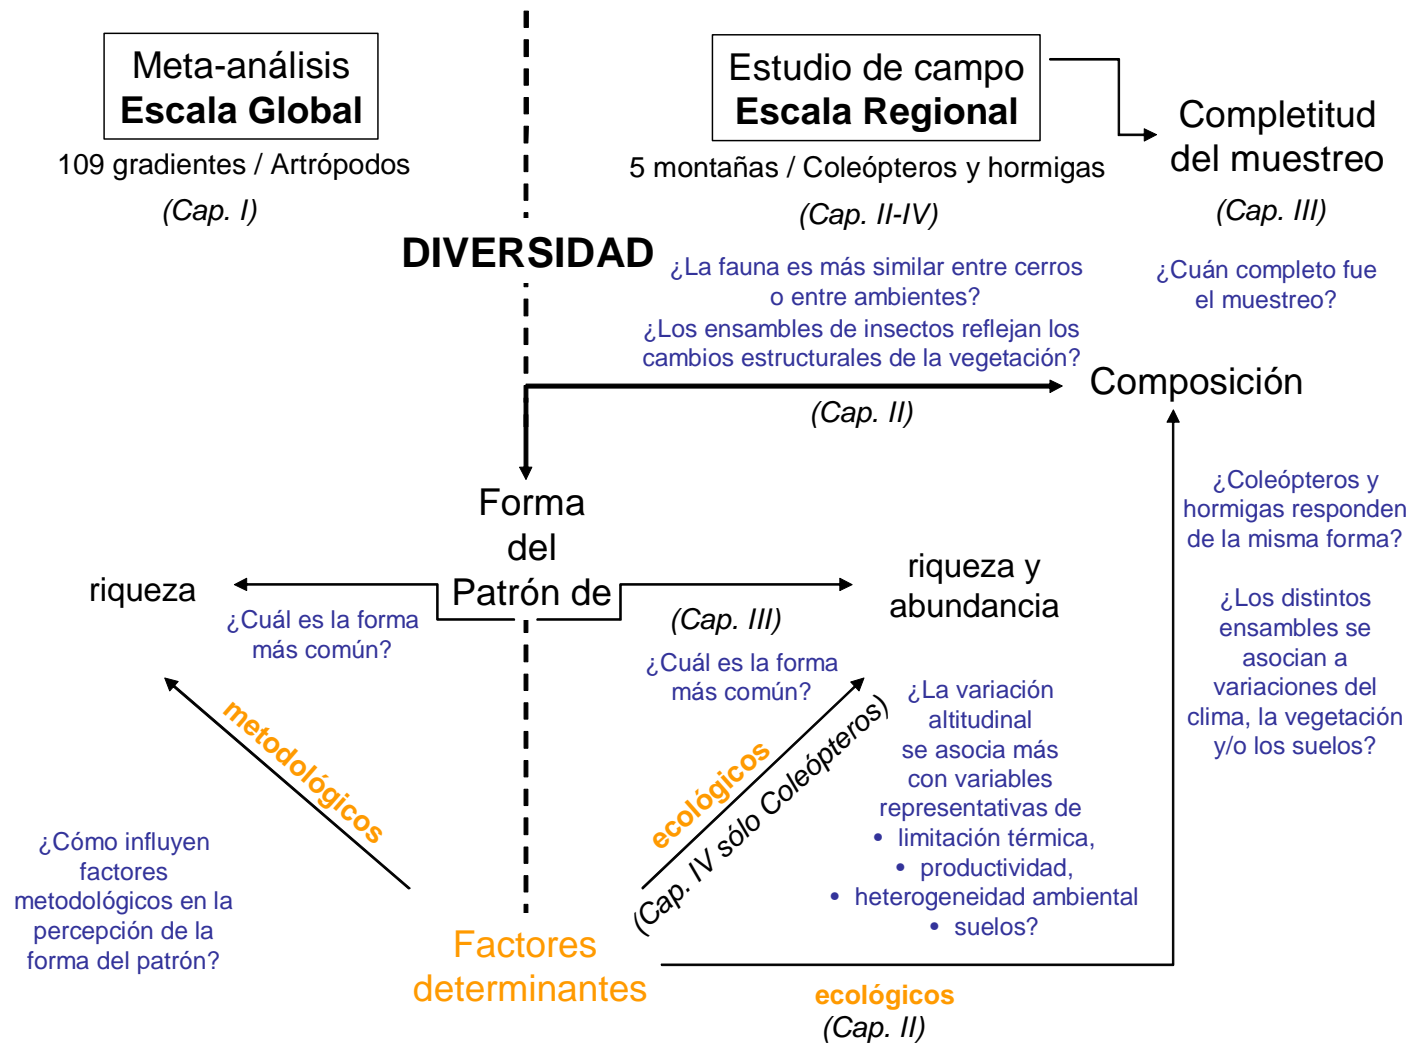 Meta-análisis
Escala Global
109 gradientes / Artrópodos
(Cap. I)
Estudio de campo
Escala Regional
5 montañas / Coleópteros y hormigas
(Cap. II-IV)
Completitud
del muestreo
(Cap. III)
¿Cuán completo fue
el muestreo?
DIVERSIDAD
¿La fauna es más similar entre cerros
o entre ambientes?
¿Los ensambles de insectos reflejan los
cambios estructurales de la vegetación?
(Cap. II)
Composición
Forma
del
Patrón de
riqueza
¿Cuál es la forma
más común?
(Cap. III)
riqueza y
abundancia
¿Cuál es la forma
más común?
¿Coleópteros y
hormigas responden
de la misma forma?
¿Los distintos
ensambles se
asocian a
variaciones del
clima, la vegetación
y/o los suelos?
metodológicos
¿Cómo influyen
factores
metodológicos en la
percepción de la
forma del patrón?
ecológicos
(Cap. IV sólo Coleópteros)
¿La variación
altitudinal
se asocia más
con variables
representativas de
• limitación térmica,
• productividad,
• heterogeneidad ambiental
• suelos?
Factores
determinantes
ecológicos
(Cap. II)